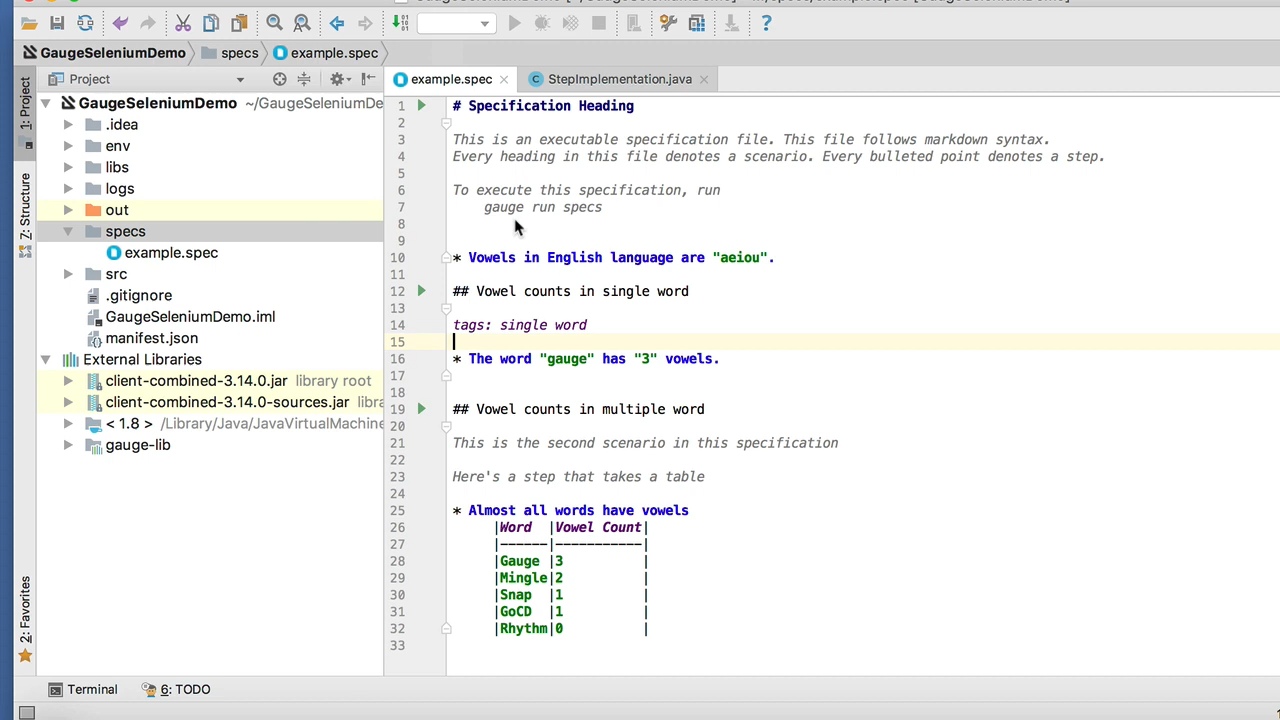 GaugeSeleniumDemo specs example.spec
1: Project
Z: Structure
2: Favorites
Project
GaugeSeleniumDemo ~/GaugeSeleniumDe
.idea
env
libs
logs
out
specs
example.spec
src
.gitignore
GaugeSeleniumDemo.iml
manifest.json
External Libraries
client-combined-3.14.0.jar library root
client-combined-3.14.0-sources.jar libra
< 1.8 > /Library/Java/JavaVirtualMachine
gauge-lib
example.spec StepImplementation.java
1 # Specification Heading
2
3 This is an executable specification file. This file follows markdown syntax.
4 Every heading in this file denotes a scenario. Every bulleted point denotes a step.
5
6 To execute this specification, run
7 gauge run specs
8
9
10 * Vowels in English language are "aeiou".
11
12 ## Vowel counts in single word
13
14 tags: single word
15
16 * The word "gauge" has "3" vowels.
17
18
19 ## Vowel counts in multiple word
20
21 This is the second scenario in this specification
22
23 Here's a step that takes a table
24
25 * Almost all words have vowels
26 |Word |Vowel Count|
27 |------|-----------|
28 |Gauge |3 |
29 |Mingle|2 |
30 |Snap |1 |
31 |GoCD |1 |
32 |Rhythm|0 |
33
Terminal 6: TODO